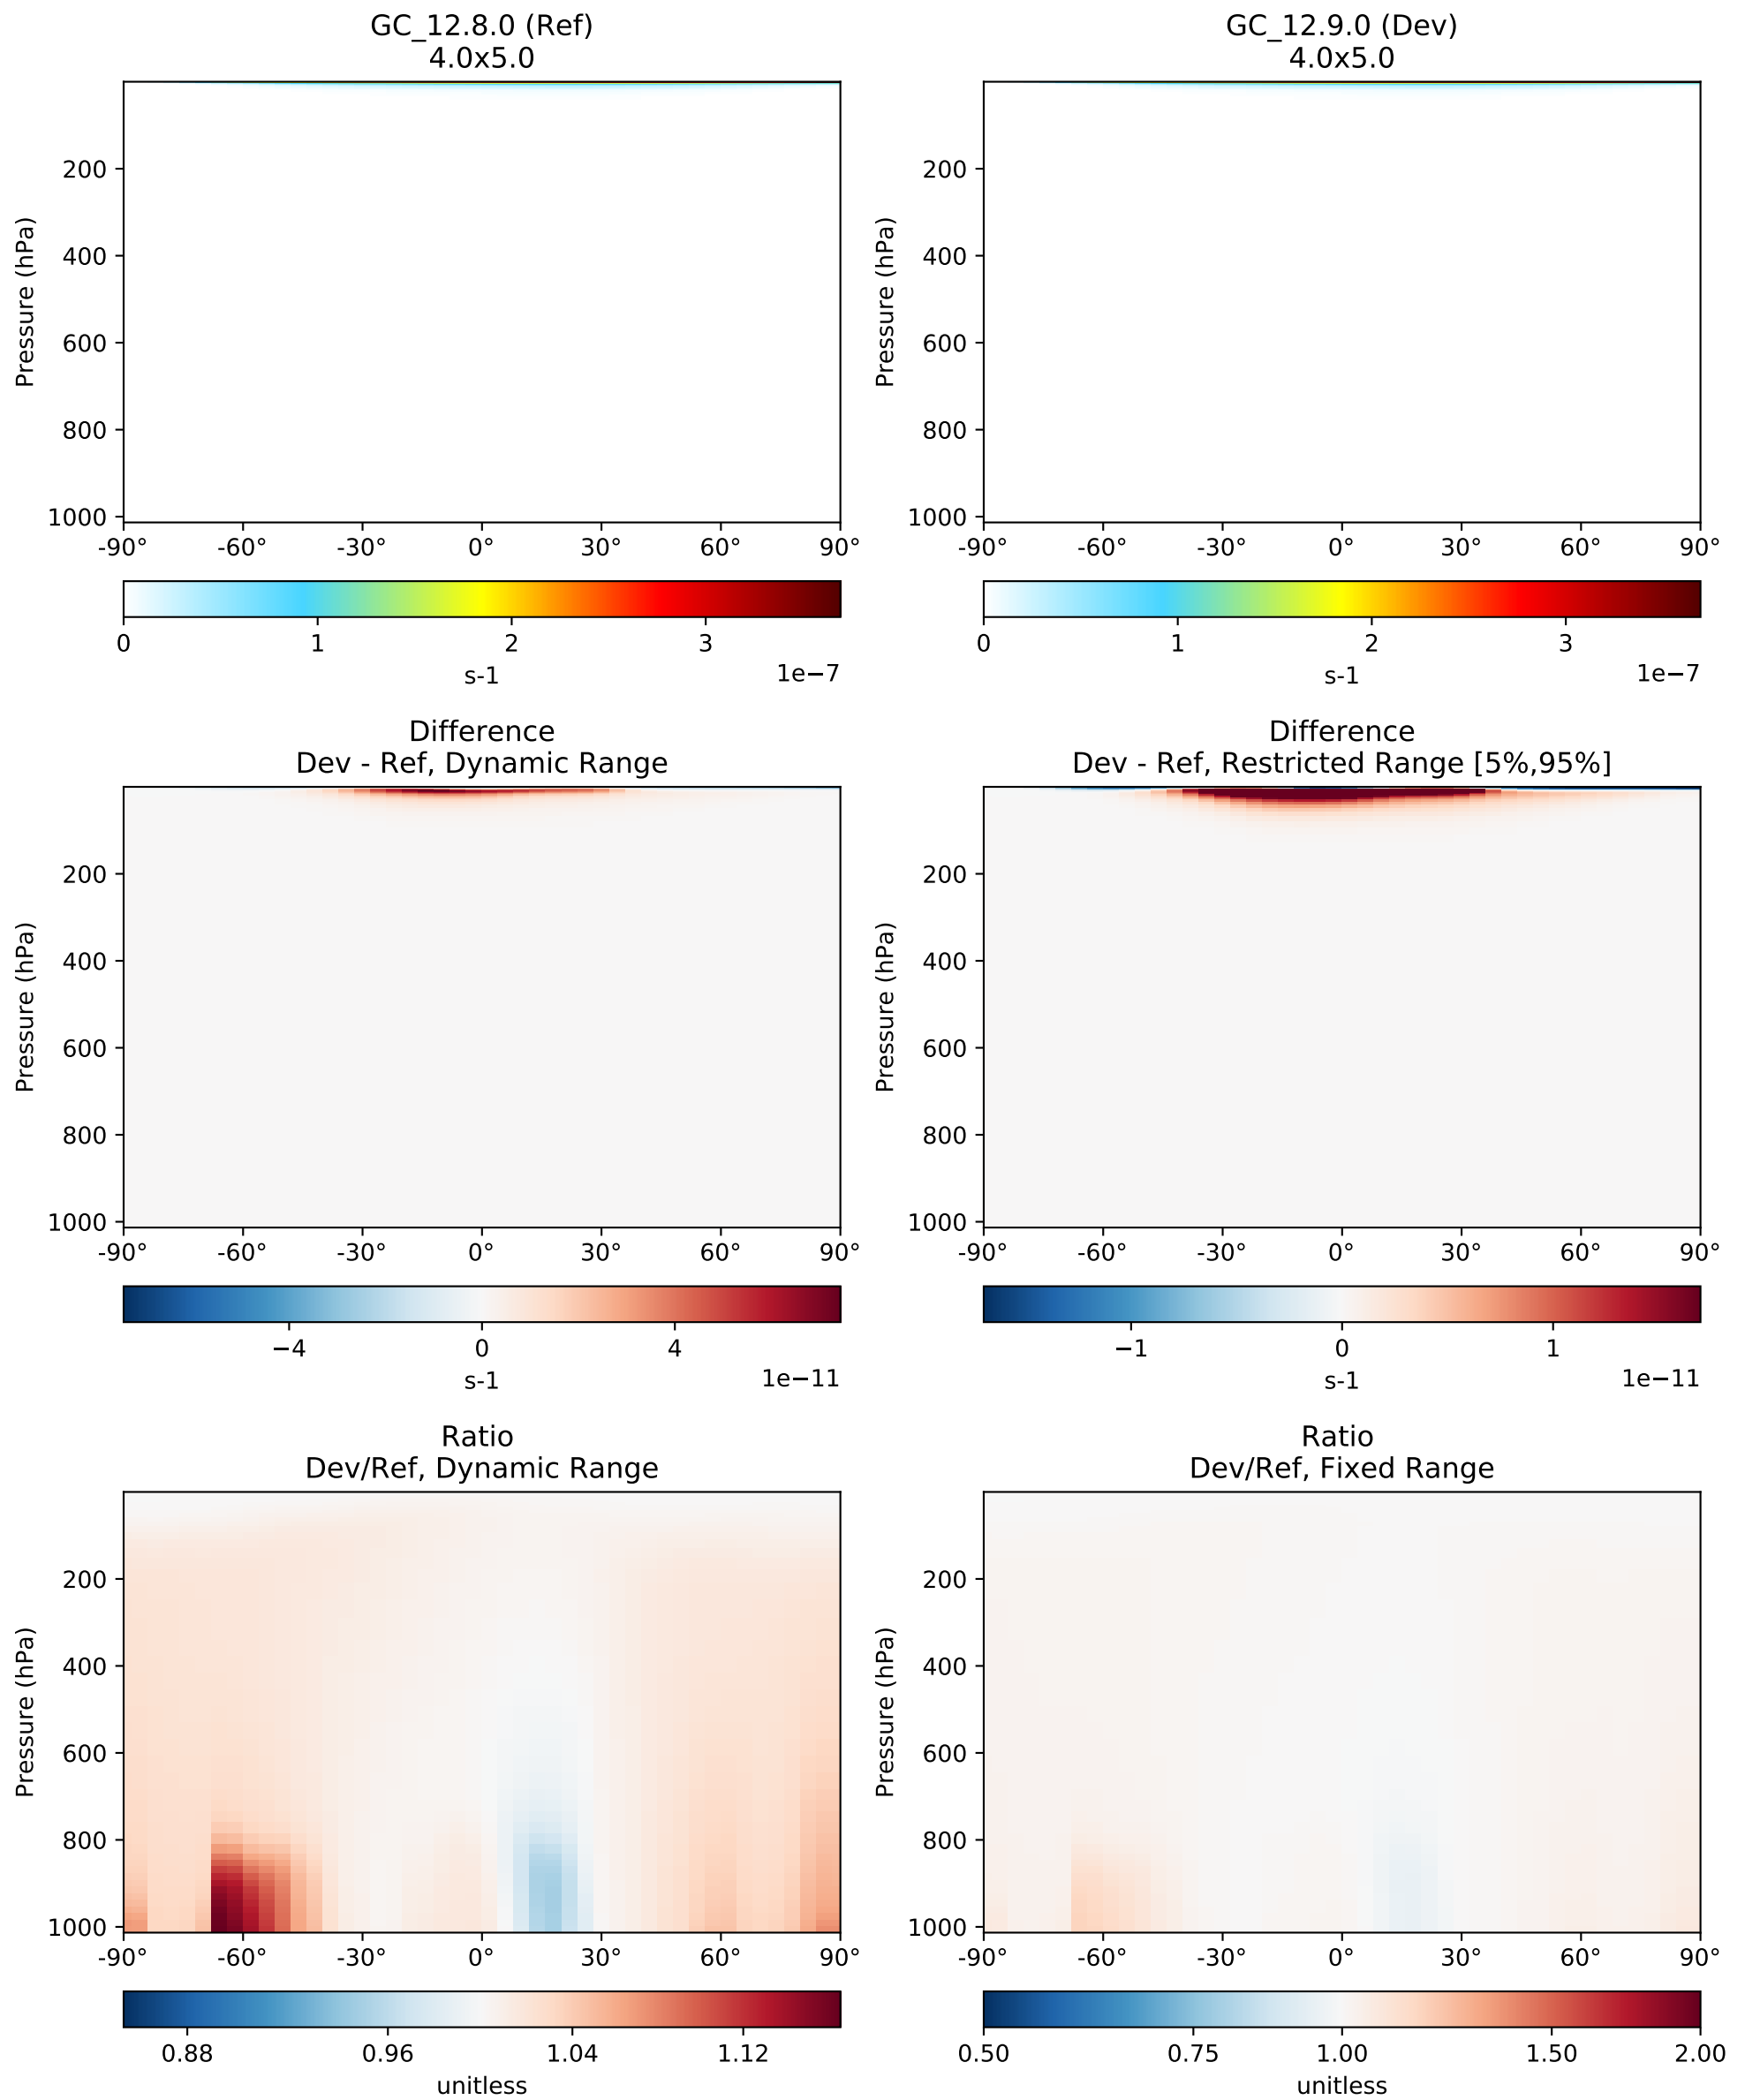 GC_12.8.0 (Ref)
4.0x5.0
Pressure (hPa)
200
400
600
800
1000
-90° -60° -30° 0° 30° 60° 90°
0 1 2 3
s-1
1e−7
GC_12.9.0 (Dev)
4.0x5.0
Pressure (hPa)
200
400
600
800
1000
-90° -60° -30° 0° 30° 60° 90°
0 1 2 3
s-1
1e−7
Difference
Dev - Ref, Dynamic Range
Pressure (hPa)
200
400
600
800
1000
-90° -60° -30° 0° 30° 60° 90°
−4 0 4
s-1
1e−11
Difference
Dev - Ref, Restricted Range [5%,95%]
Pressure (hPa)
200
400
600
800
1000
-90° -60° -30° 0° 30° 60° 90°
−1 0 1
s-1
1e−11
Ratio
Dev/Ref, Dynamic Range
Pressure (hPa)
200
400
600
800
1000
-90° -60° -30° 0° 30° 60° 90°
0.88 0.96 1.04 1.12
unitless
Ratio
Dev/Ref, Fixed Range
Pressure (hPa)
200
400
600
800
1000
-90° -60° -30° 0° 30° 60° 90°
0.50 0.75 1.00 1.50 2.00
unitless